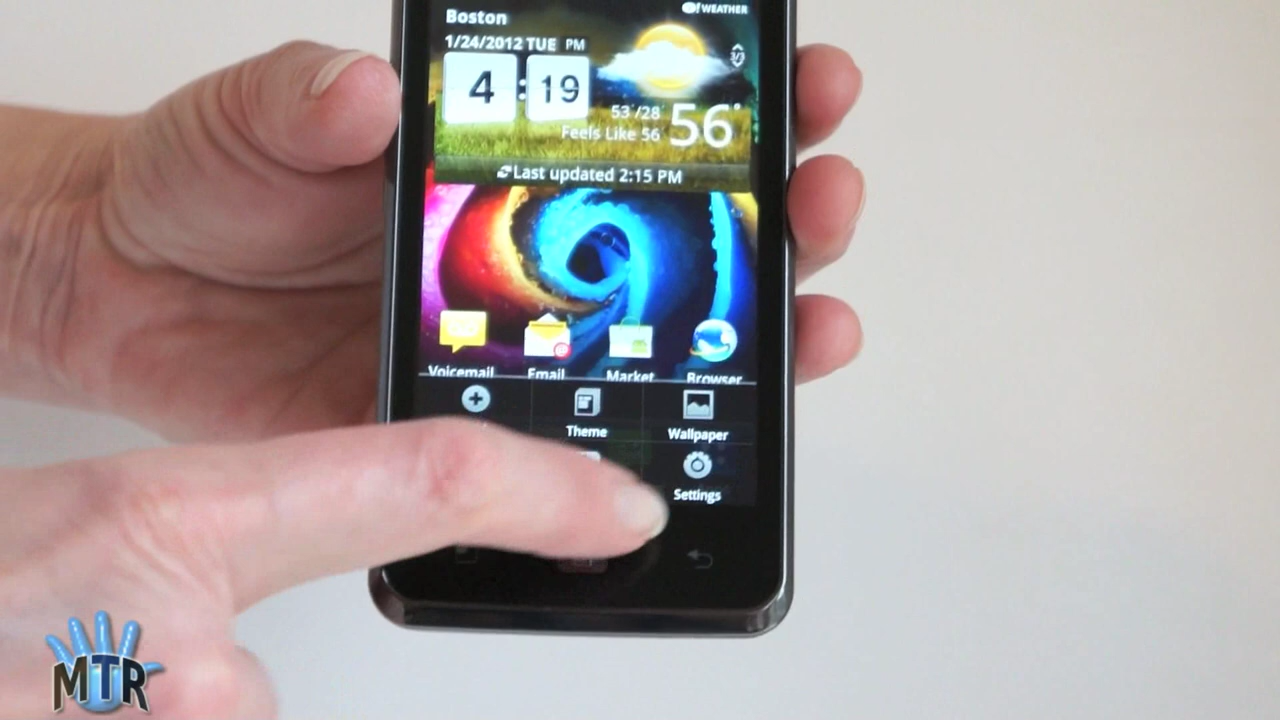 WEATHER
Boston
1/24/2012 TUE PM
4:19
53°/28°
56°
Feels Like 56°
Last updated 2:15 PM
Voicemail Email Market Browser
Theme Wallpaper
Settings
MTR